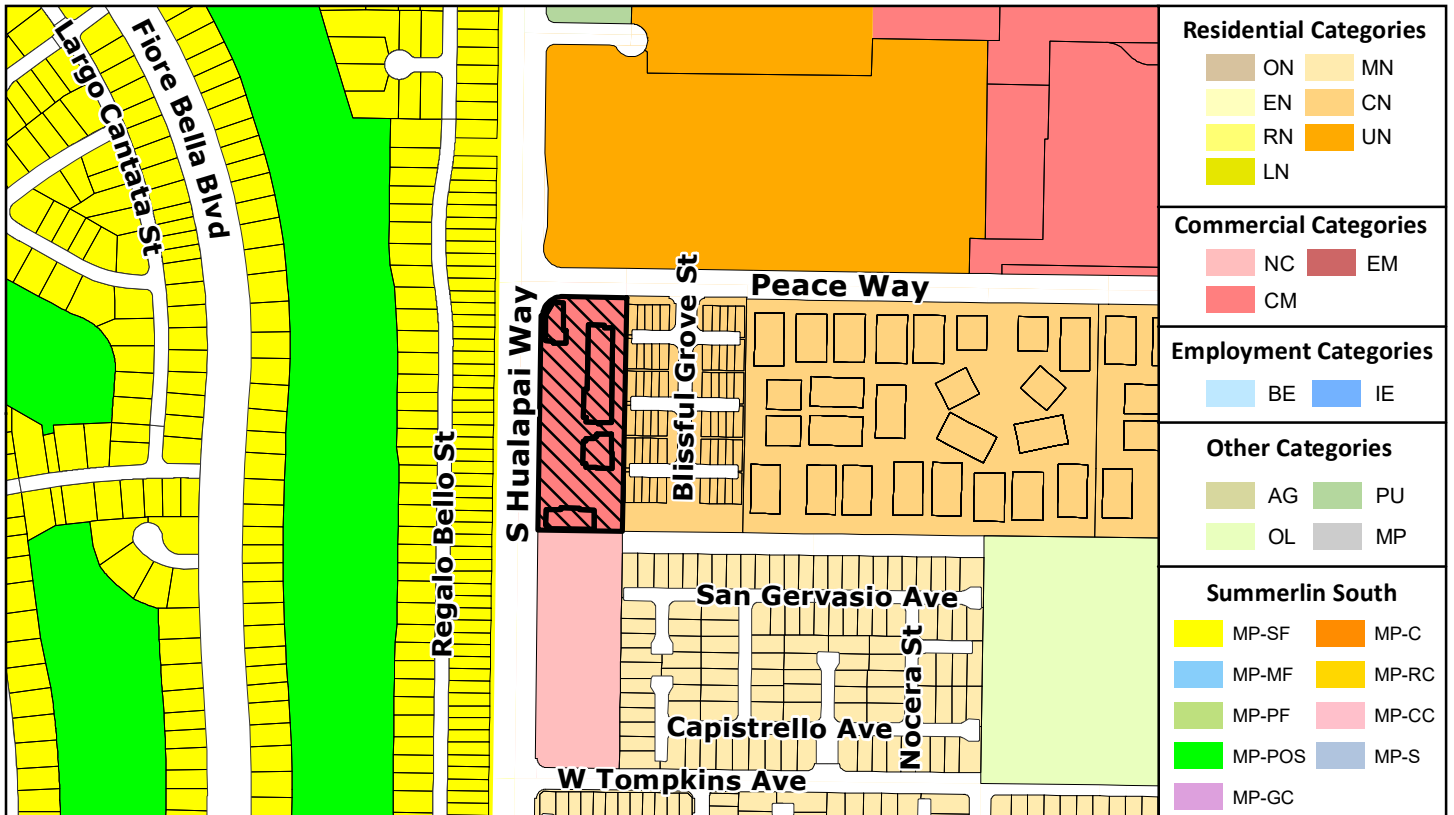 Largo Cantata St
Fiore Bella Blvd
Regalo Bello St
S Hualapai Way
Peace Way
Blissful Grove St
San Gervasio Ave
Nocera St
Capistrello Ave
W Tompkins Ave
Residential Categories
ON MN
EN CN
RN UN
LN
Commercial Categories
NC EM
CM
Employment Categories
BE IE
Other Categories
AG PU
OL MP
Summerlin South
MP-SF MP-C
MP-MF MP-RC
MP-PF MP-CC
MP-POS MP-S
MP-GC